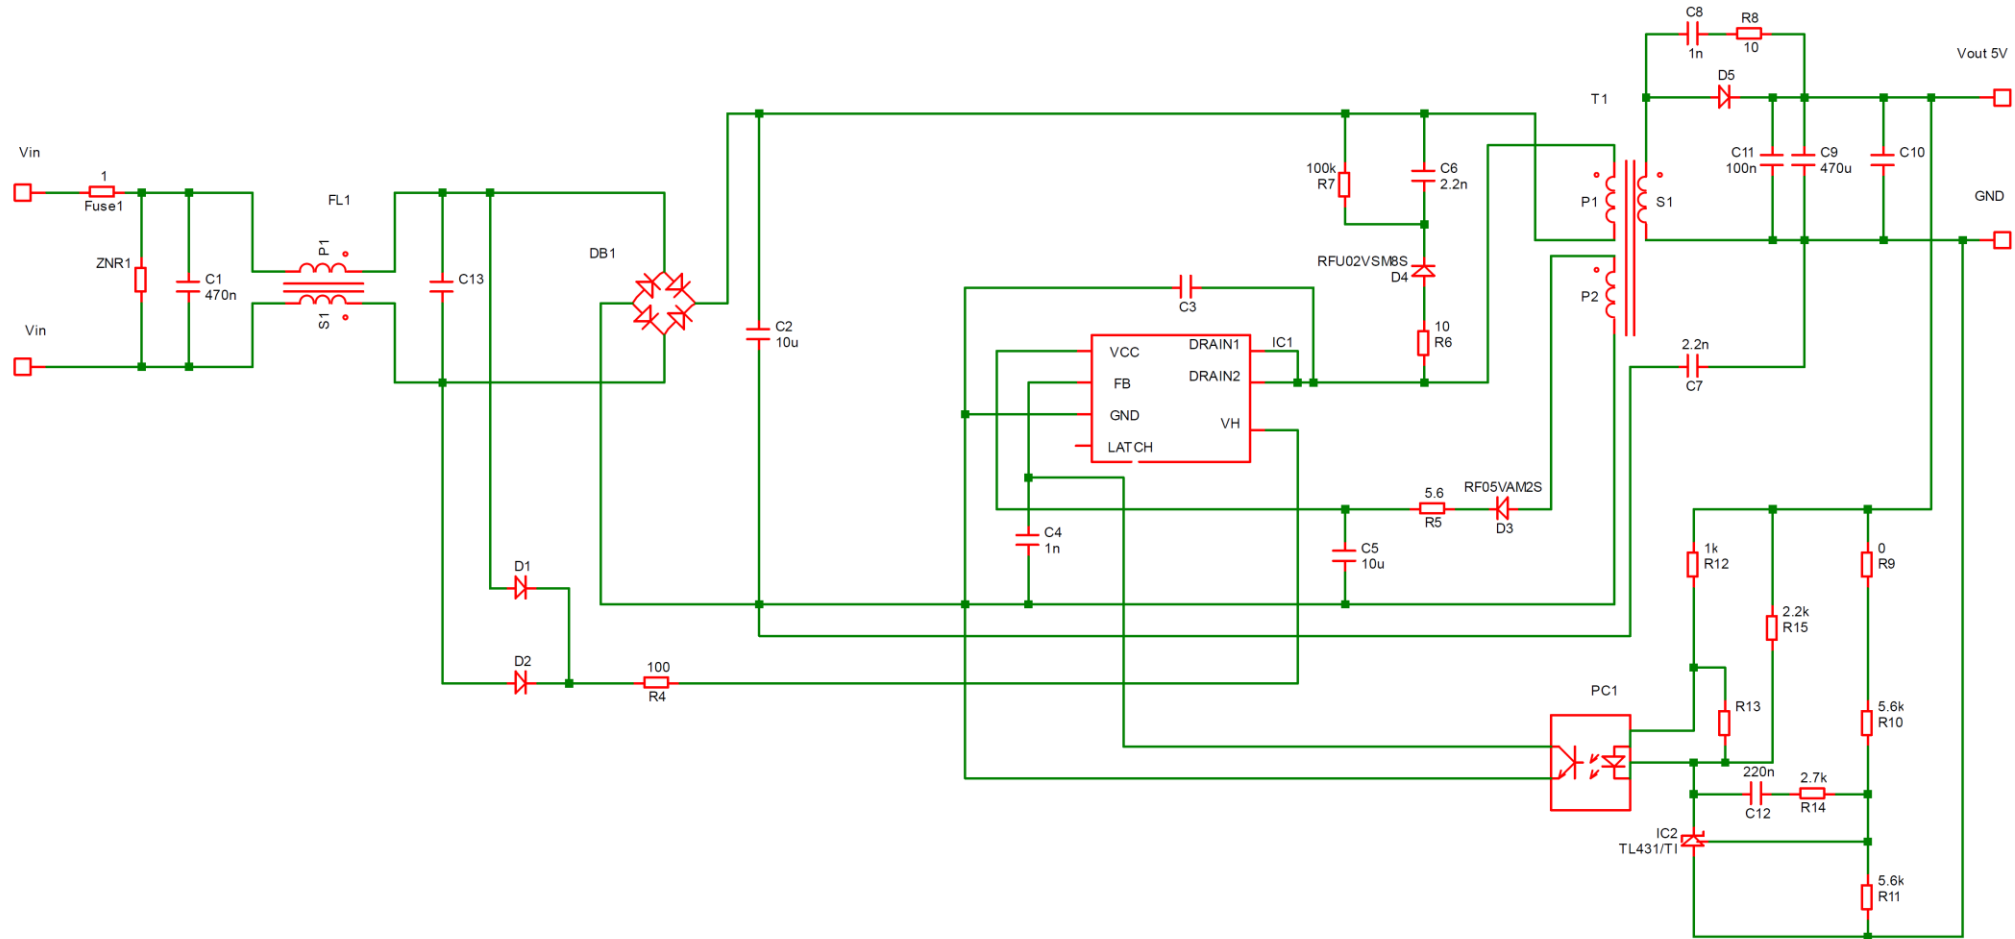 C8
1n
R8
10
Vout 5V
D5
T1
Vin
1
Fuse1
FL1
100k
R7
C6
2.2n
C11
100n
C9
470u
C10
P1
S1
GND
ZNR1
C1
470n
P1
S1
C13
DB1
RFU02VSM8S
D4
P2
C3
Vin
C2
10u
VCC
FB
GND
LATCH
DRAIN1
DRAIN2
VH
IC1
10
R6
2.2n
C7
5.6
R5
RF05VAM2S
D3
C4
1n
C5
10u
1k
R12
0
R9
D1
2.2k
R15
D2
100
R4
PC1
R13
5.6k
R10
220n
C12
2.7k
R14
IC2
TL431/TI
5.6k
R11